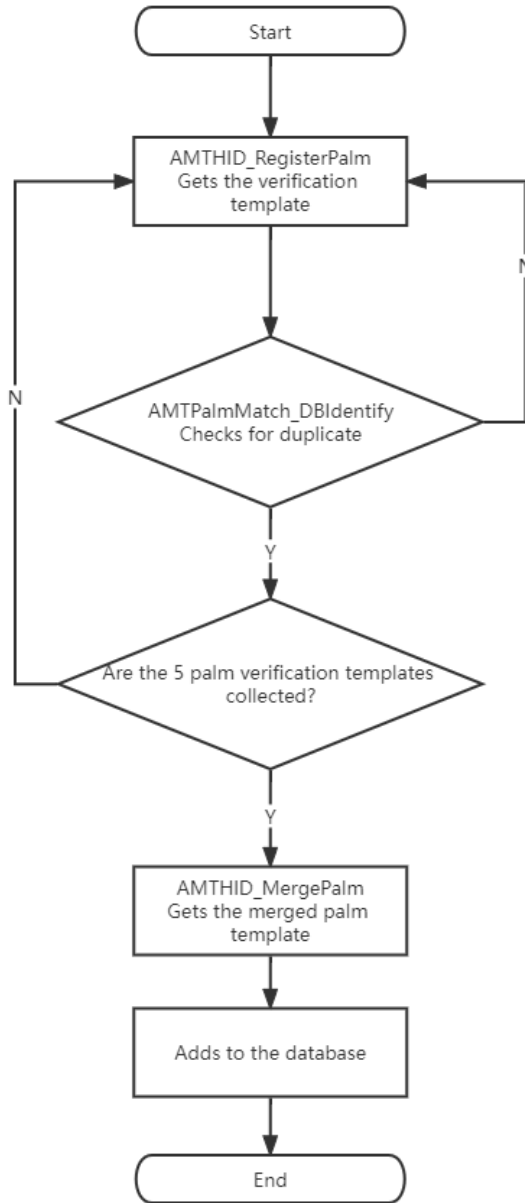 Start
AMTHID_RegisterPalm
Gets the verification
template
N
N
AMTPalmMatch_DBIdentify
Checks for duplicate
Y
Are the 5 palm verification templates
collected?
Y
AMTHID_MergePalm
Gets the merged palm
template
Adds to the database
End